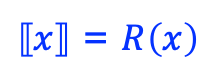 ⟦x⟧ = R(x)